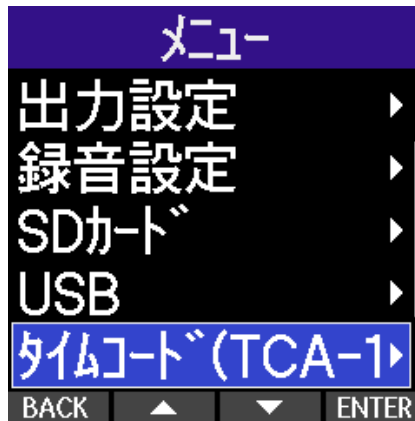 メニュー
出力設定
録音設定
SDカード
USB
タイムコード(TCA-1
BACK ENTER